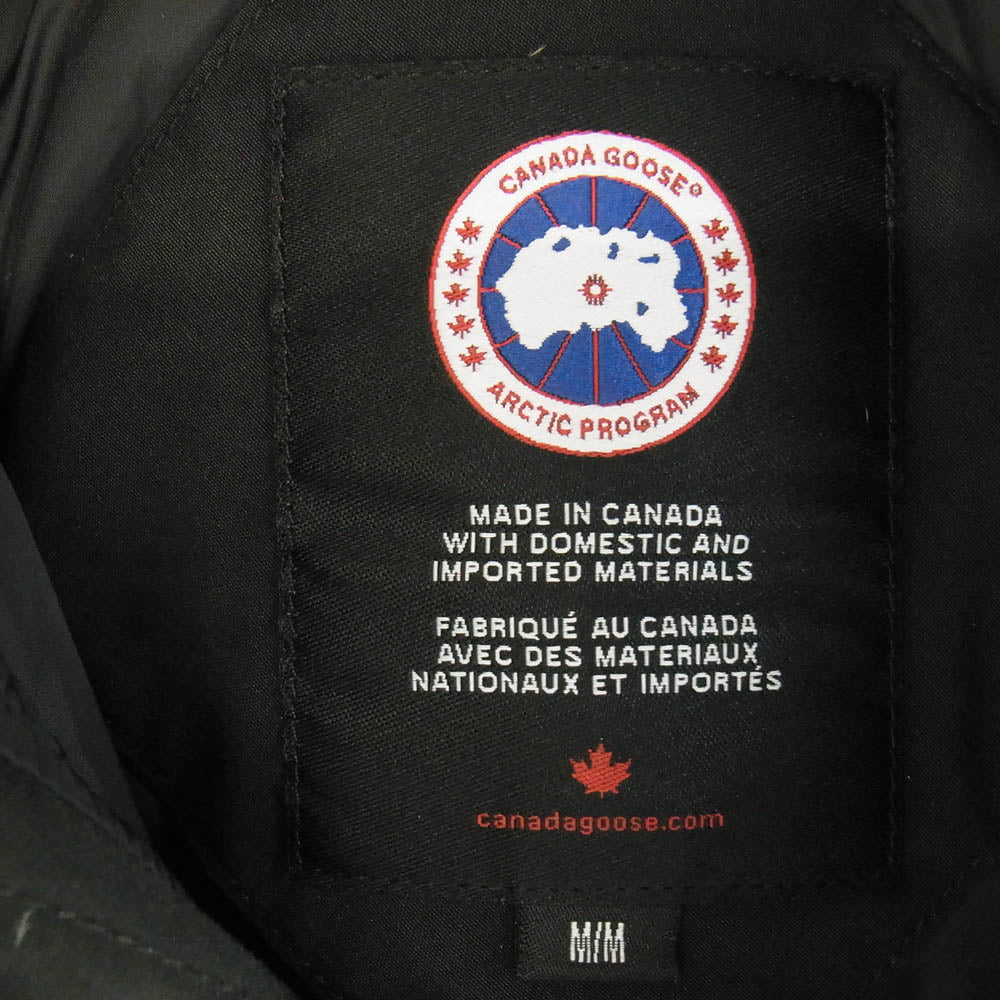 CANADA GOOSE®
ARCTIC PROGRAM
MADE IN CANADA
WITH DOMESTIC AND
IMPORTED MATERIALS
FABRIQUÉ AU CANADA
AVEC DES MATERIAUX
NATIONAUX ET IMPORTÉS
canadagoose.com
M/M